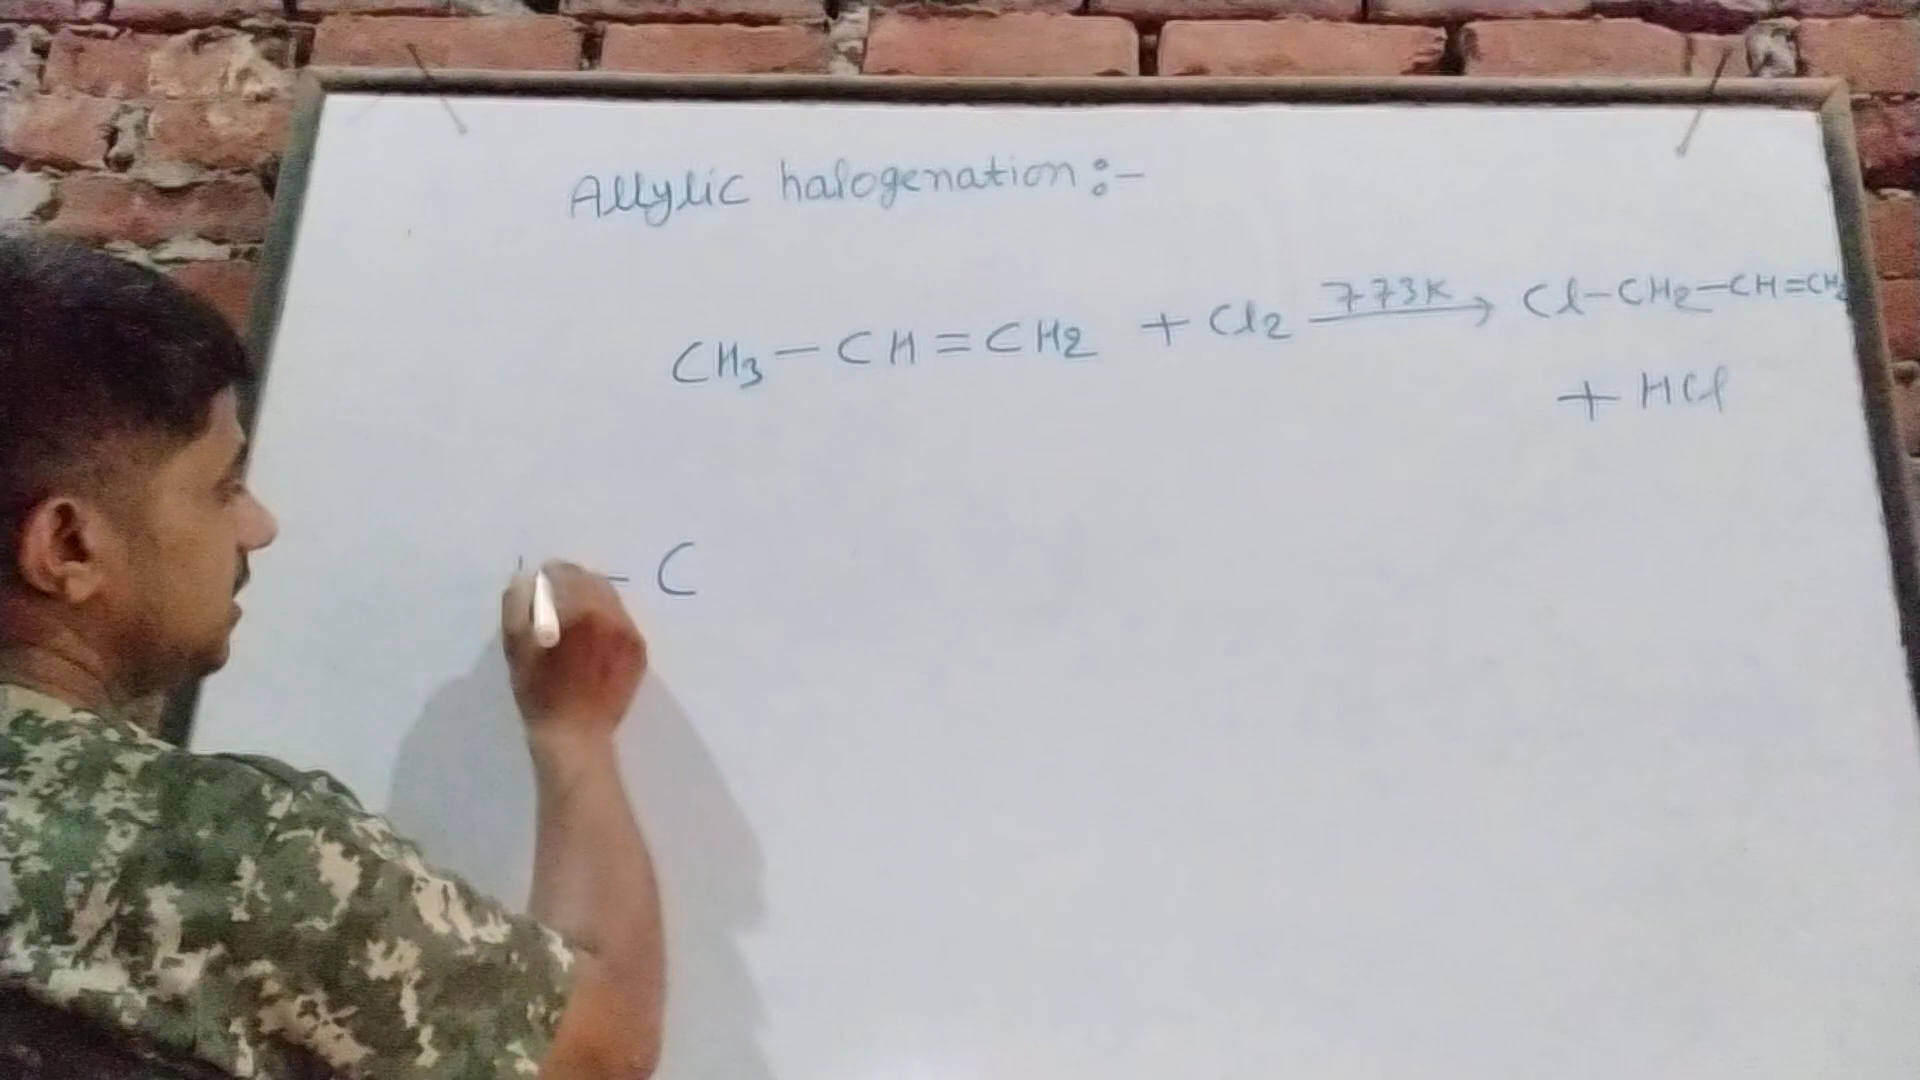 Allylic halogenation :-
CH3 - CH = CH2 + Cl2 773K → Cl-CH2-CH=CH2
+ HCl
- C